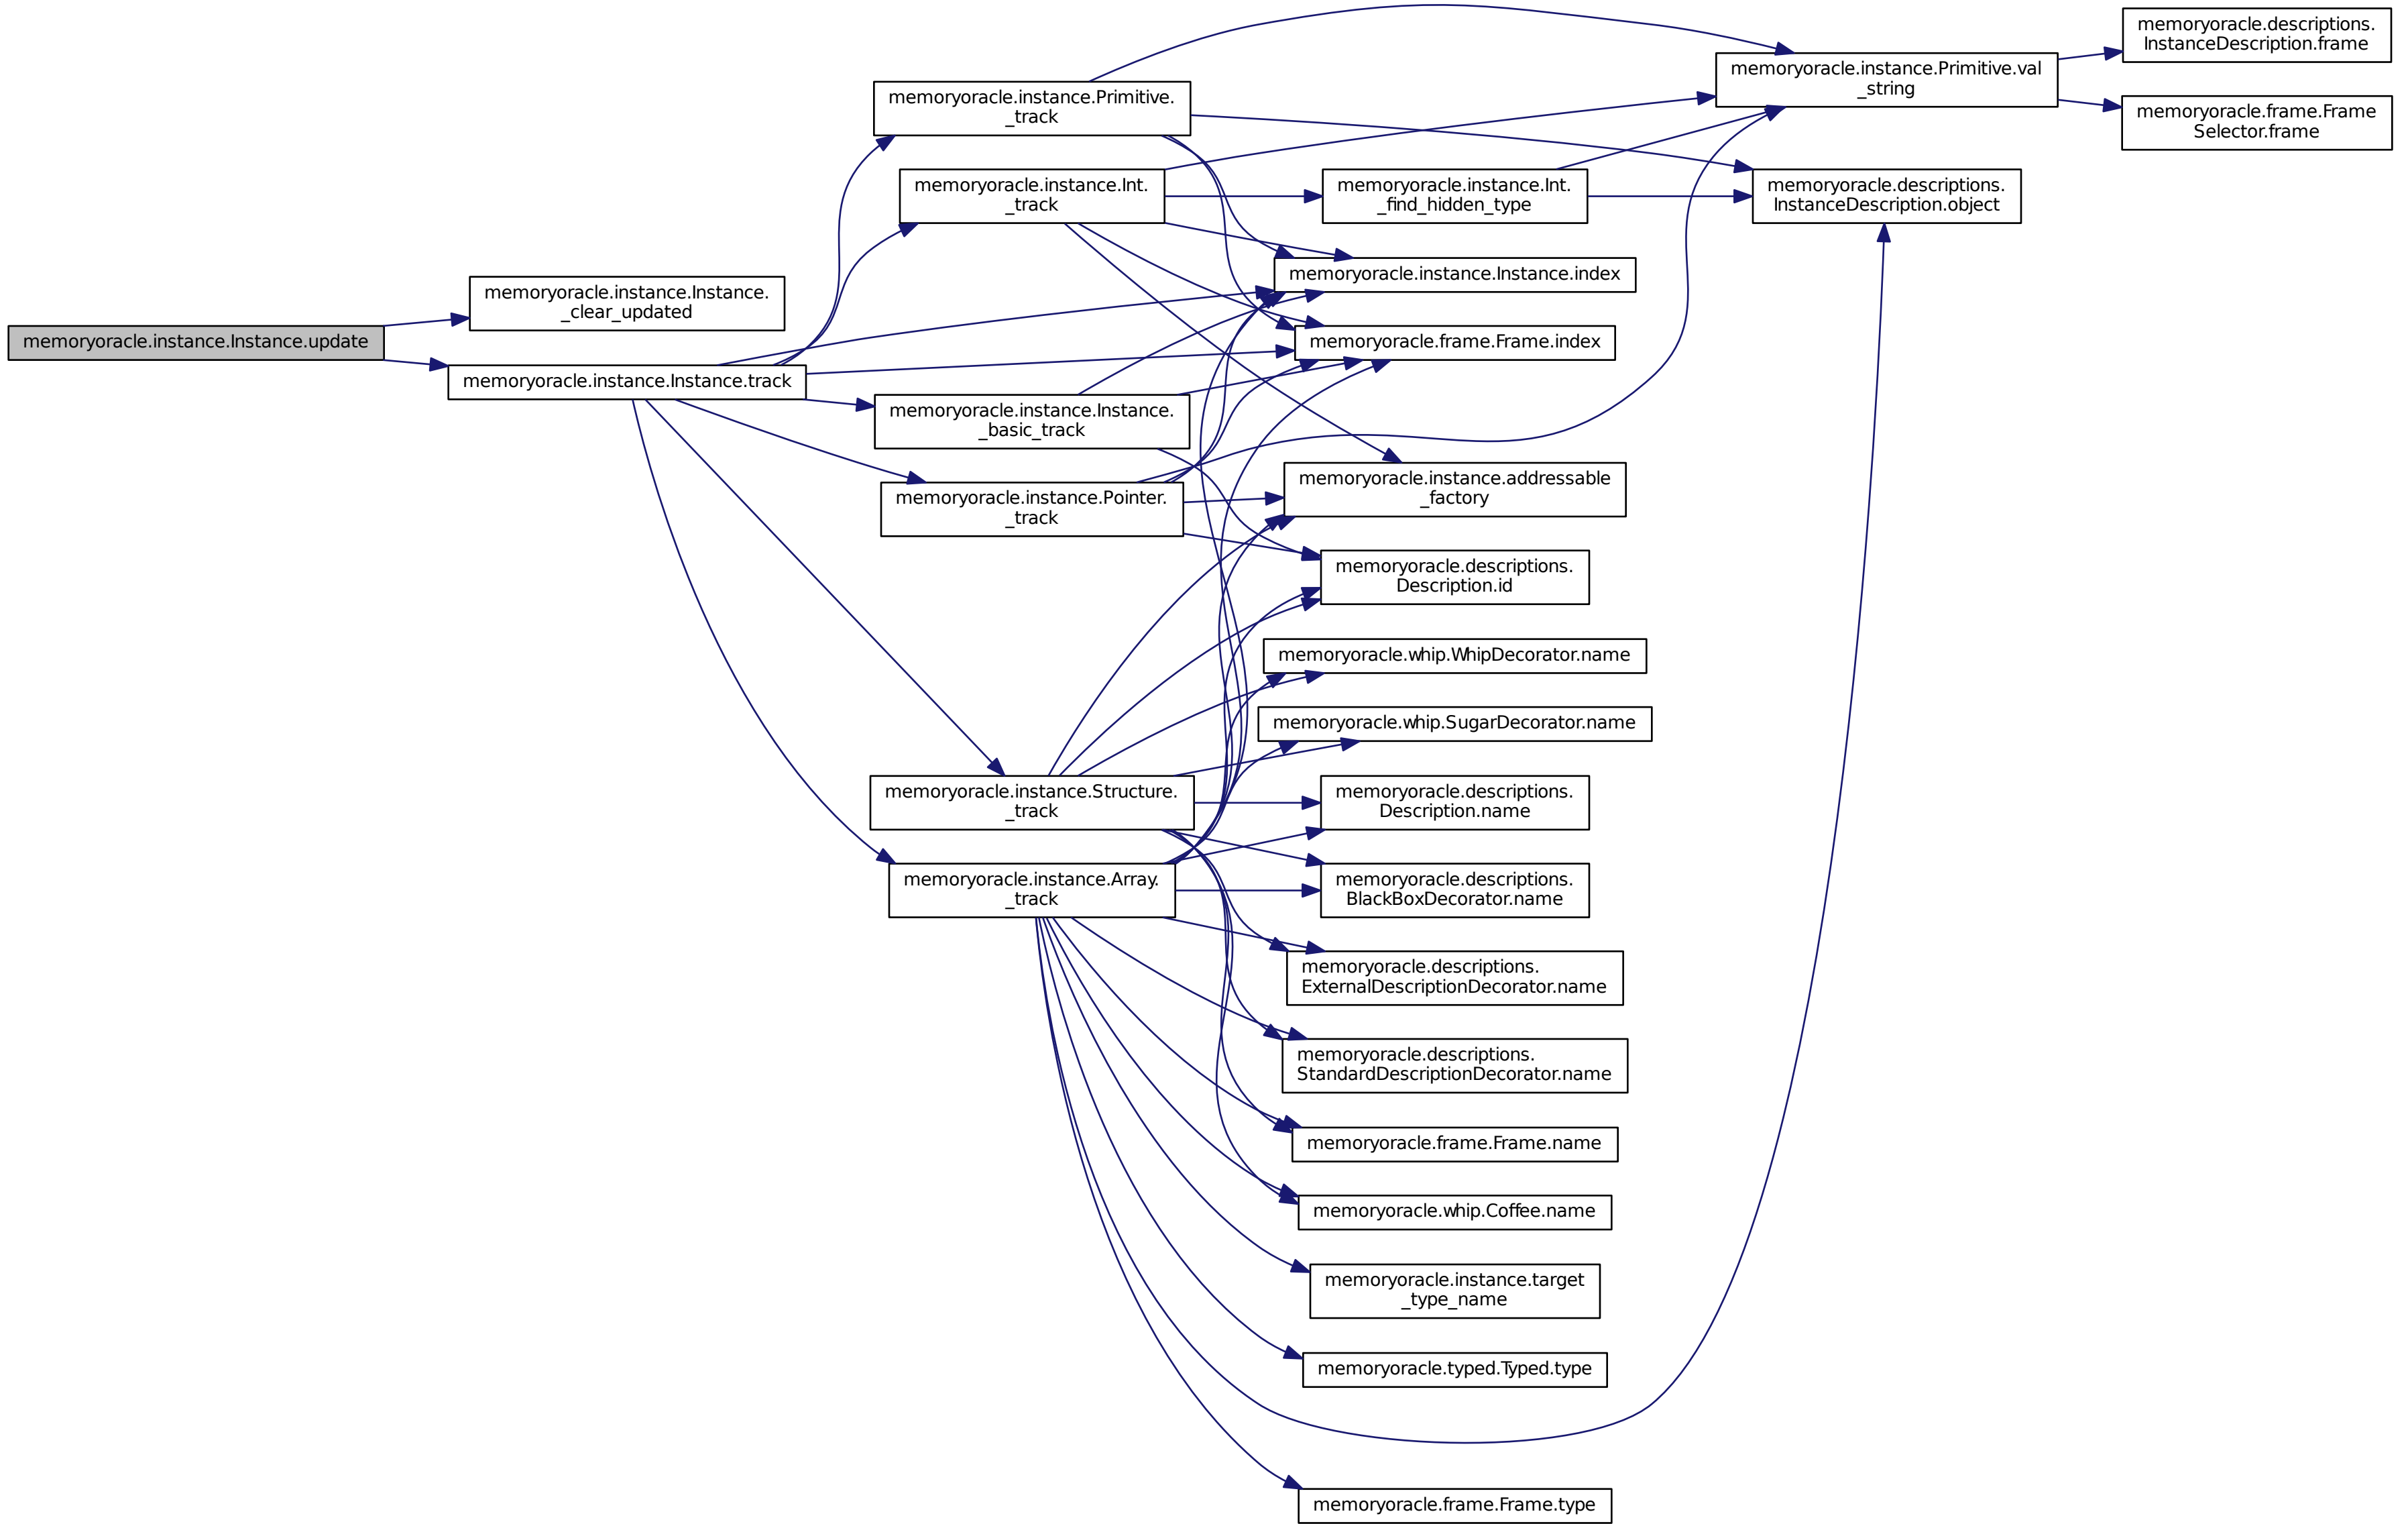 memoryoracle.instance.Instance.update
memoryoracle.instance.Instance.
_clear_updated
memoryoracle.instance.Instance.track
memoryoracle.instance.Primitive.
_track
memoryoracle.instance.Int.
_track
memoryoracle.instance.Instance.
_basic_track
memoryoracle.instance.Pointer.
_track
memoryoracle.instance.Structure.
_track
memoryoracle.instance.Array.
_track
memoryoracle.instance.Int.
_find_hidden_type
memoryoracle.instance.Instance.index
memoryoracle.frame.Frame.index
memoryoracle.instance.addressable
_factory
memoryoracle.descriptions.
Description.id
memoryoracle.whip.WhipDecorator.name
memoryoracle.whip.SugarDecorator.name
memoryoracle.descriptions.
Description.name
memoryoracle.descriptions.
BlackBoxDecorator.name
memoryoracle.descriptions.
ExternalDescriptionDecorator.name
memoryoracle.descriptions.
StandardDescriptionDecorator.name
memoryoracle.frame.Frame.name
memoryoracle.whip.Coffee.name
memoryoracle.instance.target
_type_name
memoryoracle.typed.Typed.type
memoryoracle.frame.Frame.type
memoryoracle.instance.Primitive.val
_string
memoryoracle.descriptions.
InstanceDescription.object
memoryoracle.descriptions.
InstanceDescription.frame
memoryoracle.frame.Frame
Selector.frame